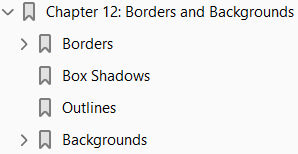 Chapter 12: Borders and Backgrounds
Borders
Box Shadows
Outlines
Backgrounds